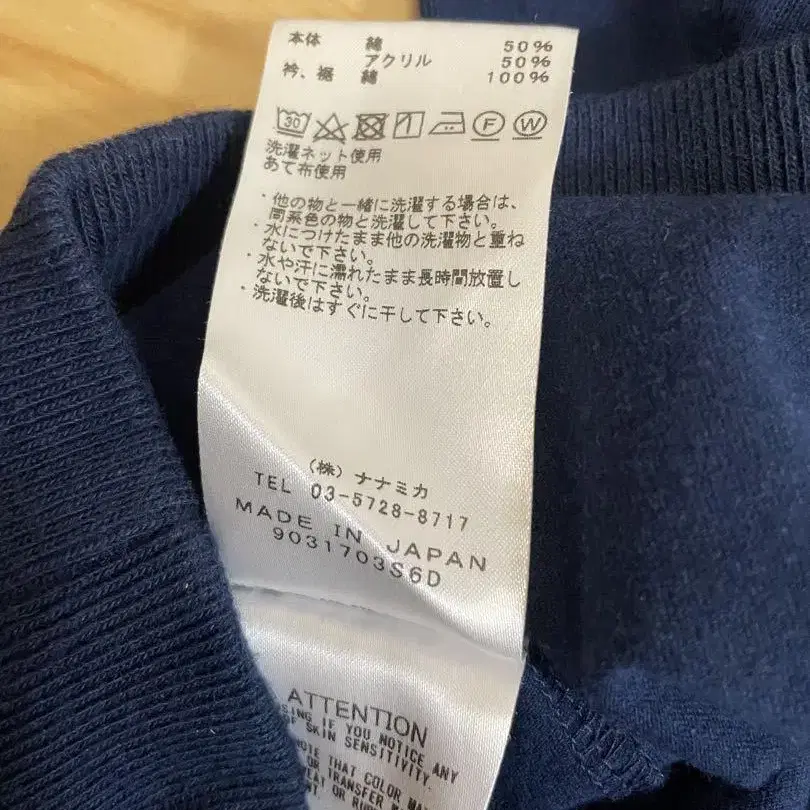 本体 綿 50%
アクリル 50%
衿、裾 綿 100%
30 F W
洗濯ネット使用
あて布使用
・他の物と一緒に洗濯する場合は、
同系色の物と洗濯して下さい。
・水につけたまま他の洗濯物と重ね
ないで下さい。
・水や汗に濡れたまま長時間放置し
ないで下さい。
・洗濯後はすぐに干して下さい。
(株) ナナミカ
TEL 03-5728-8717
MADE IN JAPAN
9031703S6D
ATTENTION
IF YOU NOTICE ANY
SKIN SENSITIVITY.
THAT COLOR
OR TRANSFER
OR